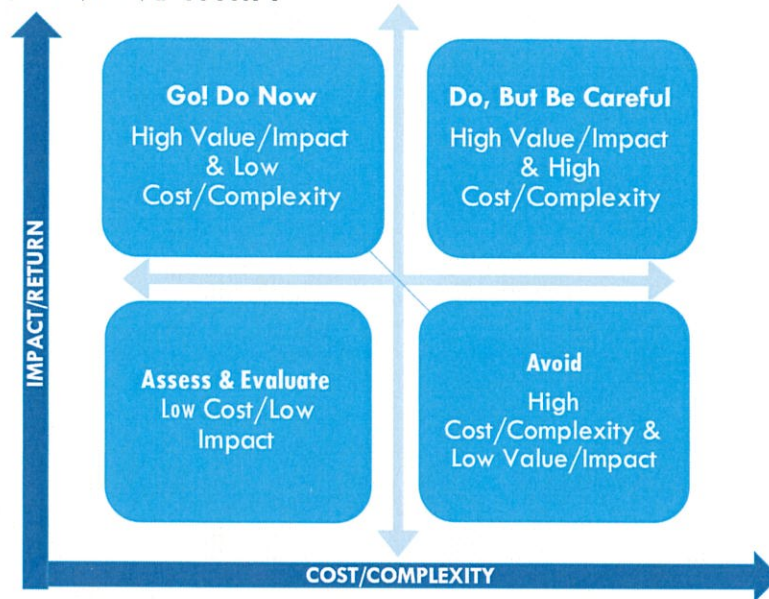 Go! Do Now
High Value/Impact
& Low
Cost/Complexity
Do, But Be Careful
High Value/Impact
& High
Cost/Complexity
Assess & Evaluate
Low Cost/Low
Impact
Avoid
High
Cost/Complexity &
Low Value/Impact
IMPACT/RETURN
COST/COMPLEXITY